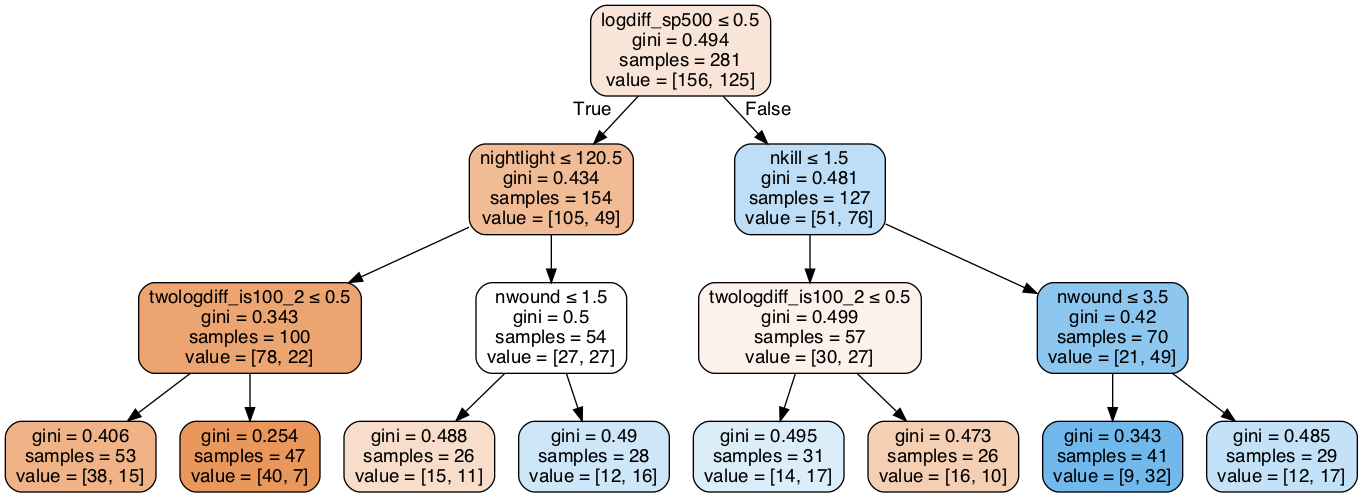 logdiff_sp500 ≤ 0.5
gini = 0.494
samples = 281
value = [156, 125]
True
False
nightlight ≤ 120.5
gini = 0.434
samples = 154
value = [105, 49]
nkill ≤ 1.5
gini = 0.481
samples = 127
value = [51, 76]
twologdiff_is100_2 ≤ 0.5
gini = 0.343
samples = 100
value = [78, 22]
nwound ≤ 1.5
gini = 0.5
samples = 54
value = [27, 27]
twologdiff_is100_2 ≤ 0.5
gini = 0.499
samples = 57
value = [30, 27]
nwound ≤ 3.5
gini = 0.42
samples = 70
value = [21, 49]
gini = 0.406
samples = 53
value = [38, 15]
gini = 0.254
samples = 47
value = [40, 7]
gini = 0.488
samples = 26
value = [15, 11]
gini = 0.49
samples = 28
value = [12, 16]
gini = 0.495
samples = 31
value = [14, 17]
gini = 0.473
samples = 26
value = [16, 10]
gini = 0.343
samples = 41
value = [9, 32]
gini = 0.485
samples = 29
value = [12, 17]